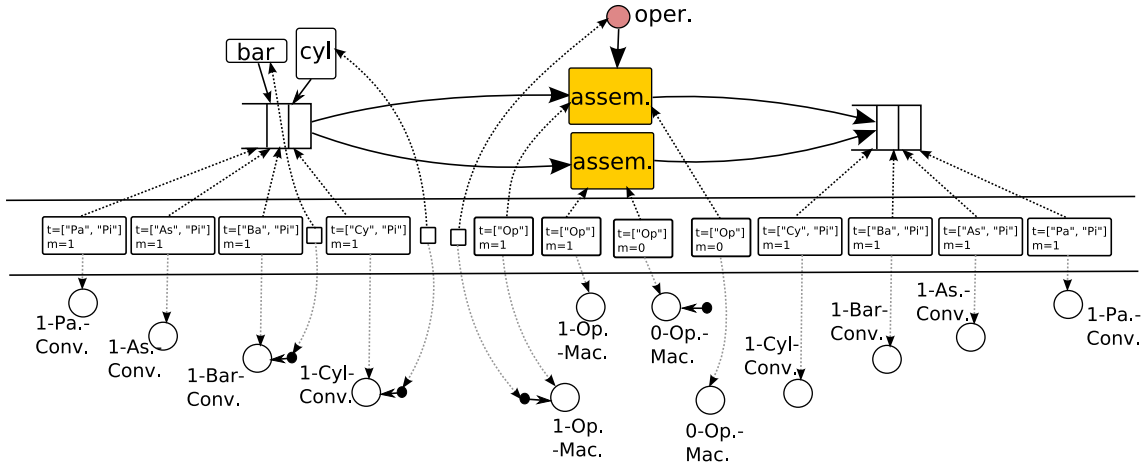 oper.
bar
cyl
assem.
assem.
t=["Pa", "Pi"]
m=1
t=["As", "Pi"]
m=1
t=["Ba", "Pi"]
m=1
t=["Cy", "Pi"]
m=1
t=["Op"]
m=1
t=["Op"]
m=1
t=["Op"]
m=0
t=["Op"]
m=0
t=["Cy", "Pi"]
m=1
t=["Ba", "Pi"]
m=1
t=["As", "Pi"]
m=1
t=["Pa", "Pi"]
m=1
1-Pa.-
Conv.
1-As.-
Conv.
1-Bar-
Conv.
1-Cyl-
Conv.
1-Op.
-Mac.
1-Op.
-Mac.
0-Op.-
Mac.
0-Op.-
Mac.
1-Cyl-
Conv.
1-Bar-
Conv.
1-As.-
Conv.
1-Pa.-
Conv.